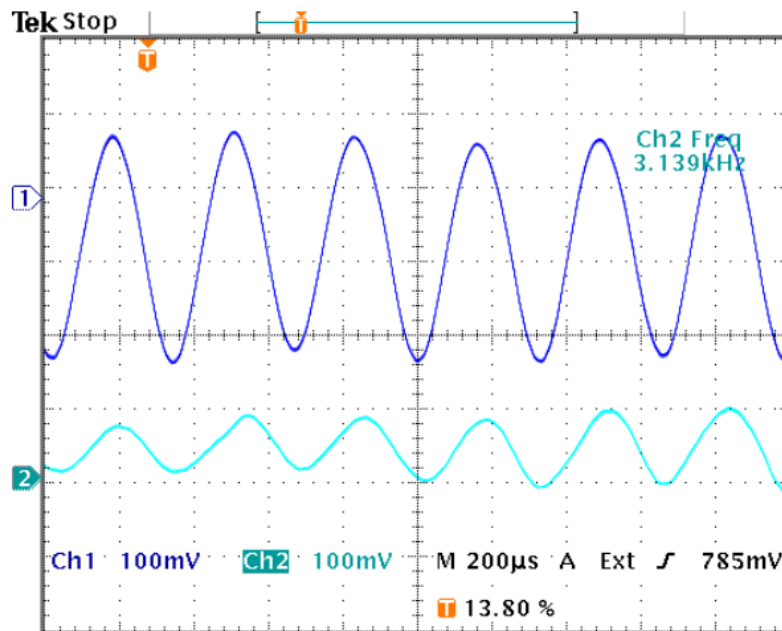 Tek Stop
T
T
Ch2 Freq
3.139kHz
1
2
Ch1 100mV Ch2 100mV M 200µs A Ext ʃ 785mV
T 13.80 %